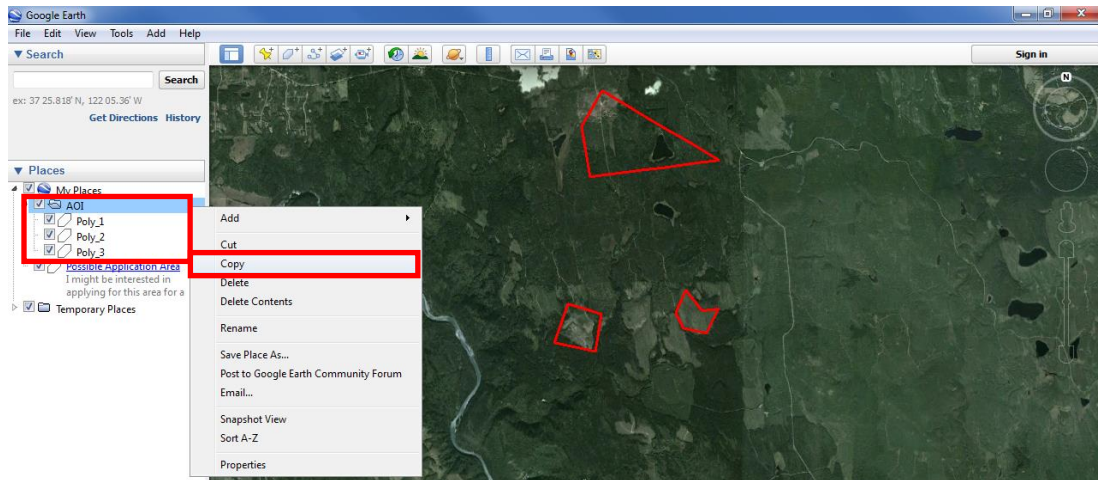 Google Earth
File Edit View Tools Add Help
Search
Sign in
Search
ex: 37 25.818' N, 122 05.36' W
Get Directions History
N
Places
My Places
AOI
Poly_1
Poly_2
Poly_3
Possible Application Area
I might be interested in
applying for this area for a
Temporary Places
Add
Cut
Copy
Delete
Delete Contents
Rename
Save Place As...
Post to Google Earth Community Forum
Email...
Snapshot View
Sort A-Z
Properties